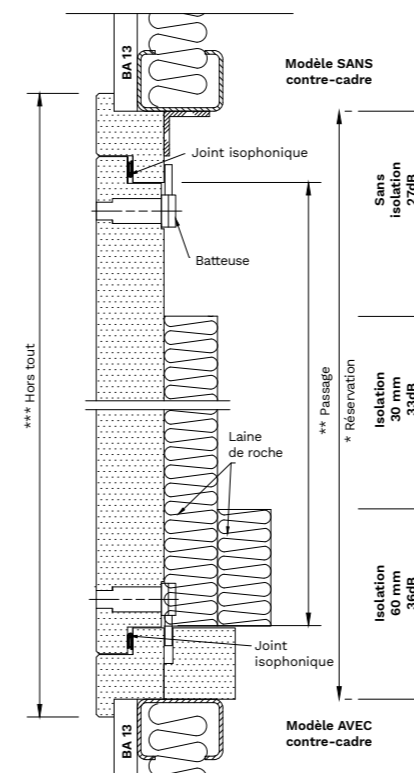 BA 13
Modèle SANS
contre-cadre
Joint isophonique
Batteuse
Sans
isolation
27dB
*** Hors tout
** Passage
* Réservation
Isolation
30 mm
33dB
Laine
de roche
Isolation
60 mm
36dB
Joint
isophonique
BA 13
Modèle AVEC
contre-cadre